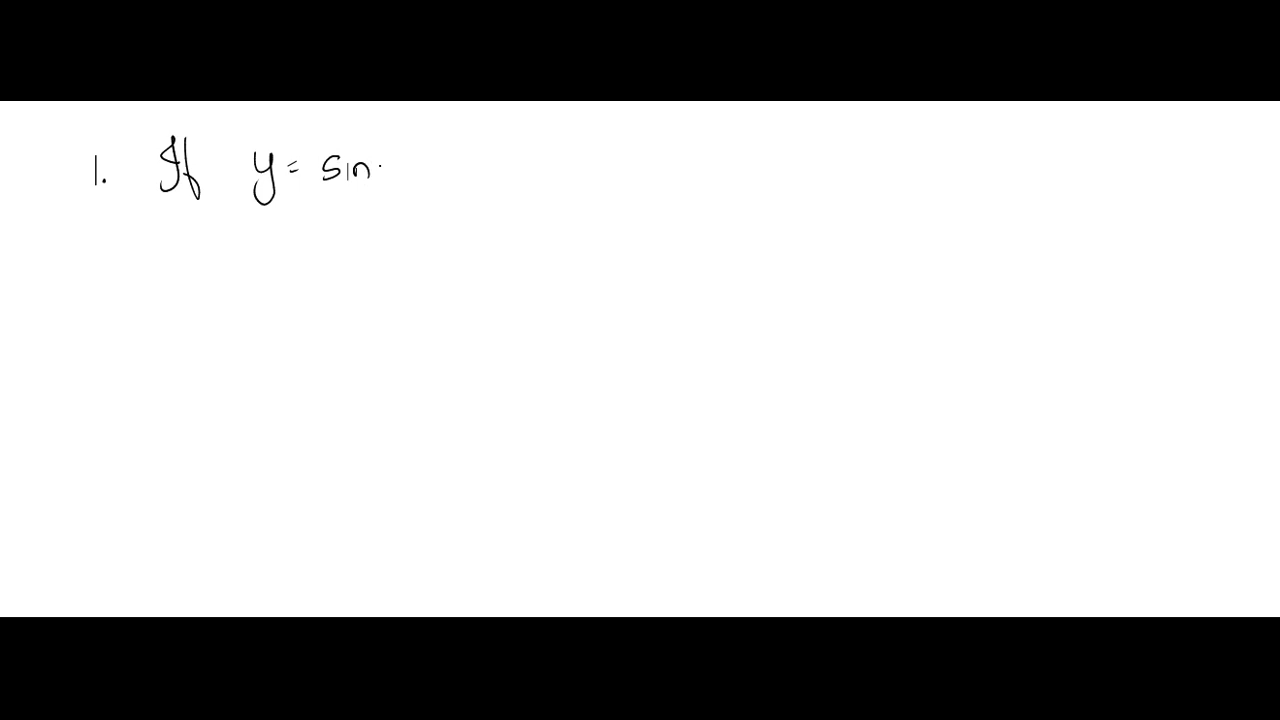 1. If y = sin